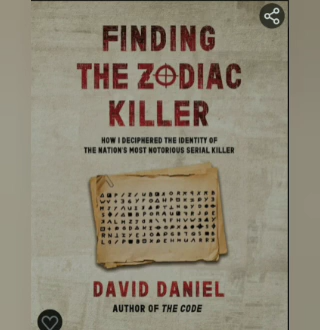 FINDING
THE ZODIAC
KILLER
HOW I DECIPHERED THE IDENTITY OF
THE NATION'S MOST NOTORIOUS SERIAL KILLER
DAVID DANIEL
AUTHOR OF THE CODE